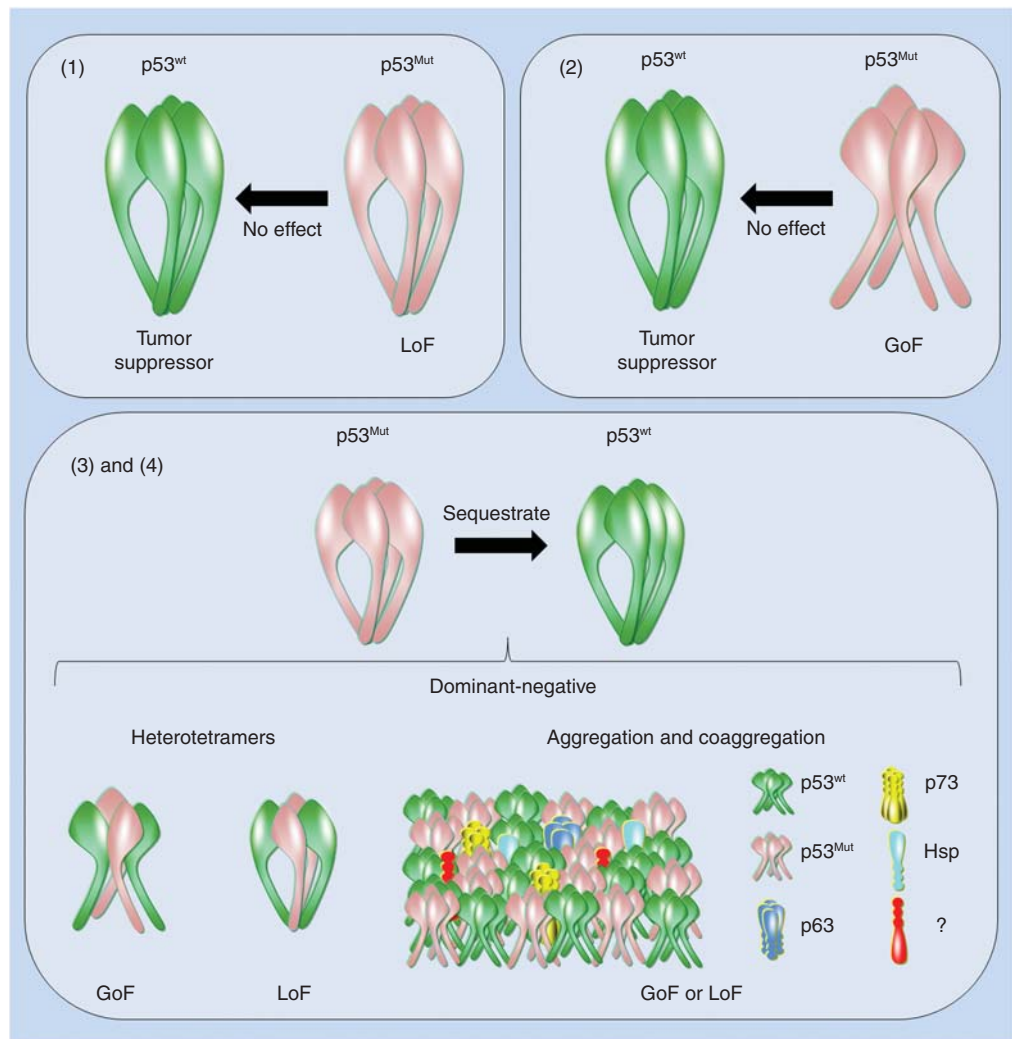 (1)
p53wt
p53Mut
No effect
Tumor
suppressor
LoF
(2)
p53wt
p53Mut
No effect
Tumor
suppressor
GoF
(3) and (4)
p53Mut
p53wt
Sequestrate
Dominant-negative
Heterotetramers
Aggregation and coaggregation
GoF
LoF
GoF or LoF
p53wt
p73
p53Mut
Hsp
p63
?